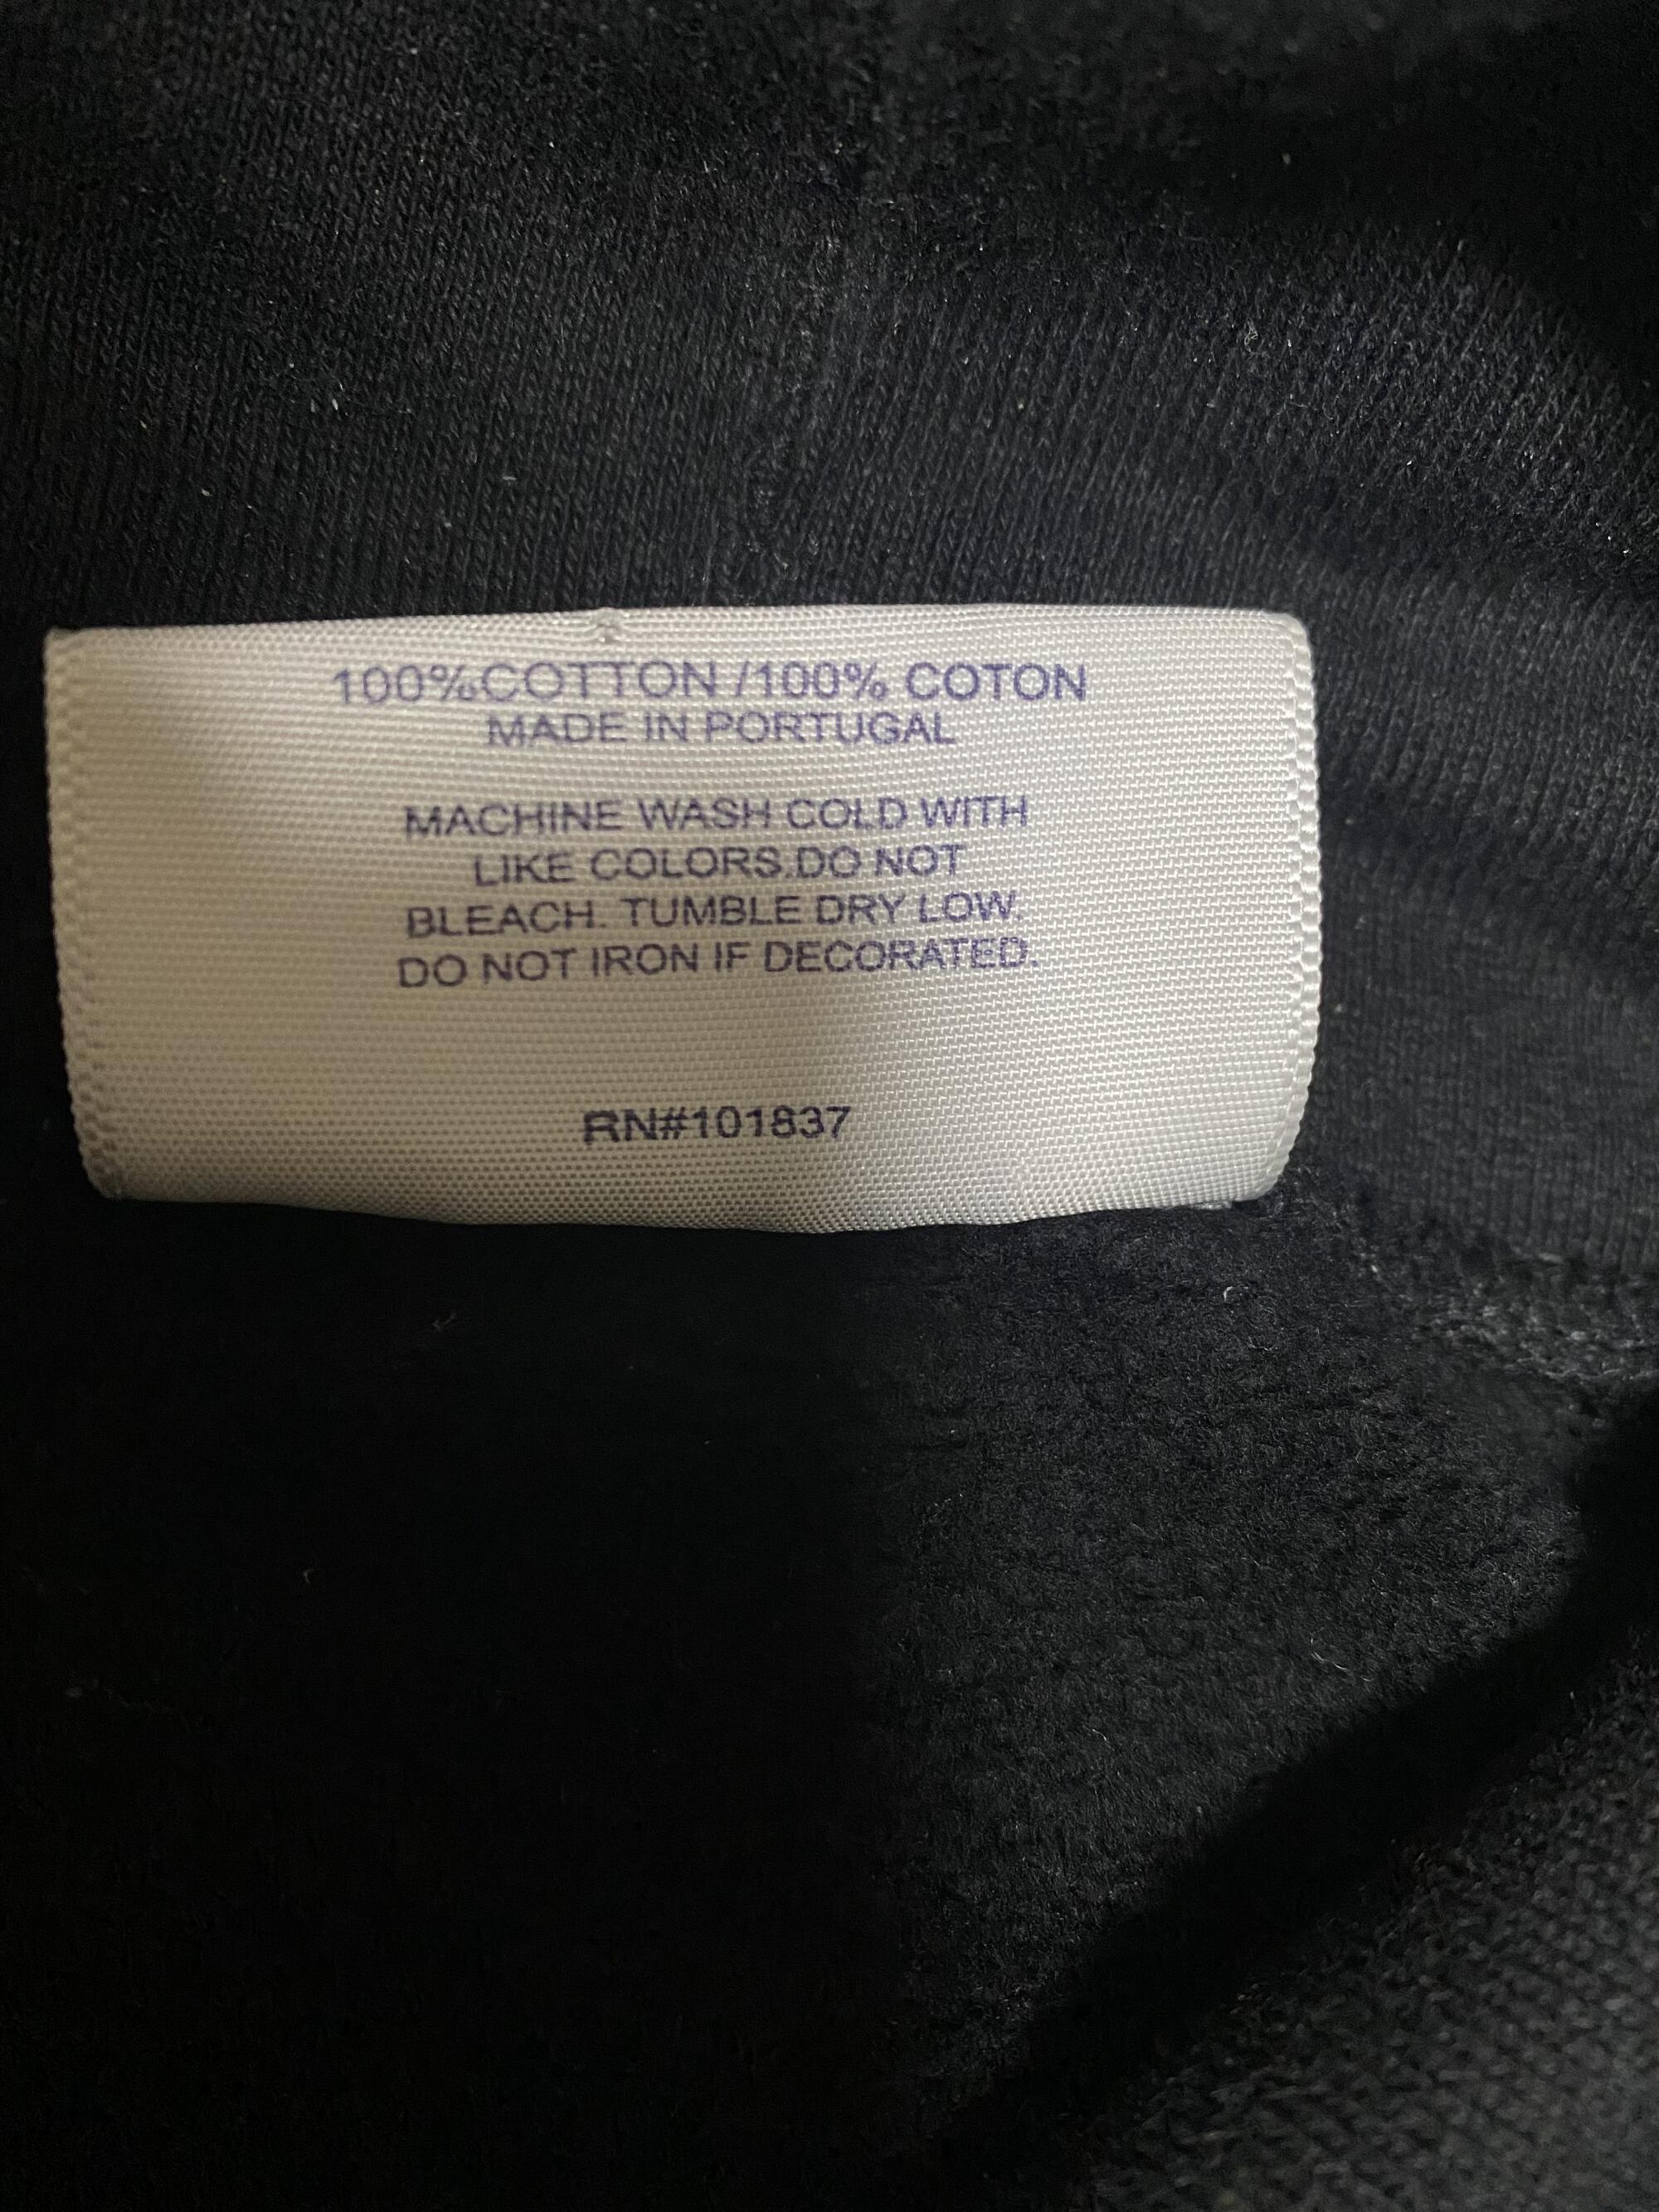 100%COTTON /100% COTON
MADE IN PORTUGAL
MACHINE WASH COLD WITH
LIKE COLORS.DO NOT
BLEACH. TUMBLE DRY LOW.
DO NOT IRON IF DECORATED.
RN#101837